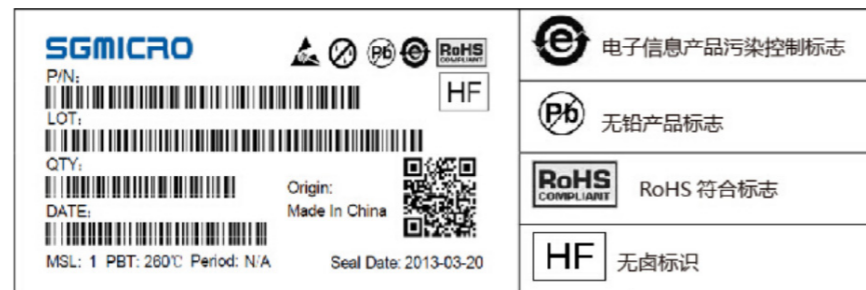 SGMICRO
Pb
e
RoHS
COMPLIANT
P/N:
HF
LOT:
QTY:
Origin:
Made In China
DATE:
MSL: 1 PBT: 260℃ Period: N/A
Seal Date: 2013-03-20
e
电子信息产品污染控制标志
Pb
无铅产品标志
RoHS
COMPLIANT
RoHS 符合标志
HF
无卤标识